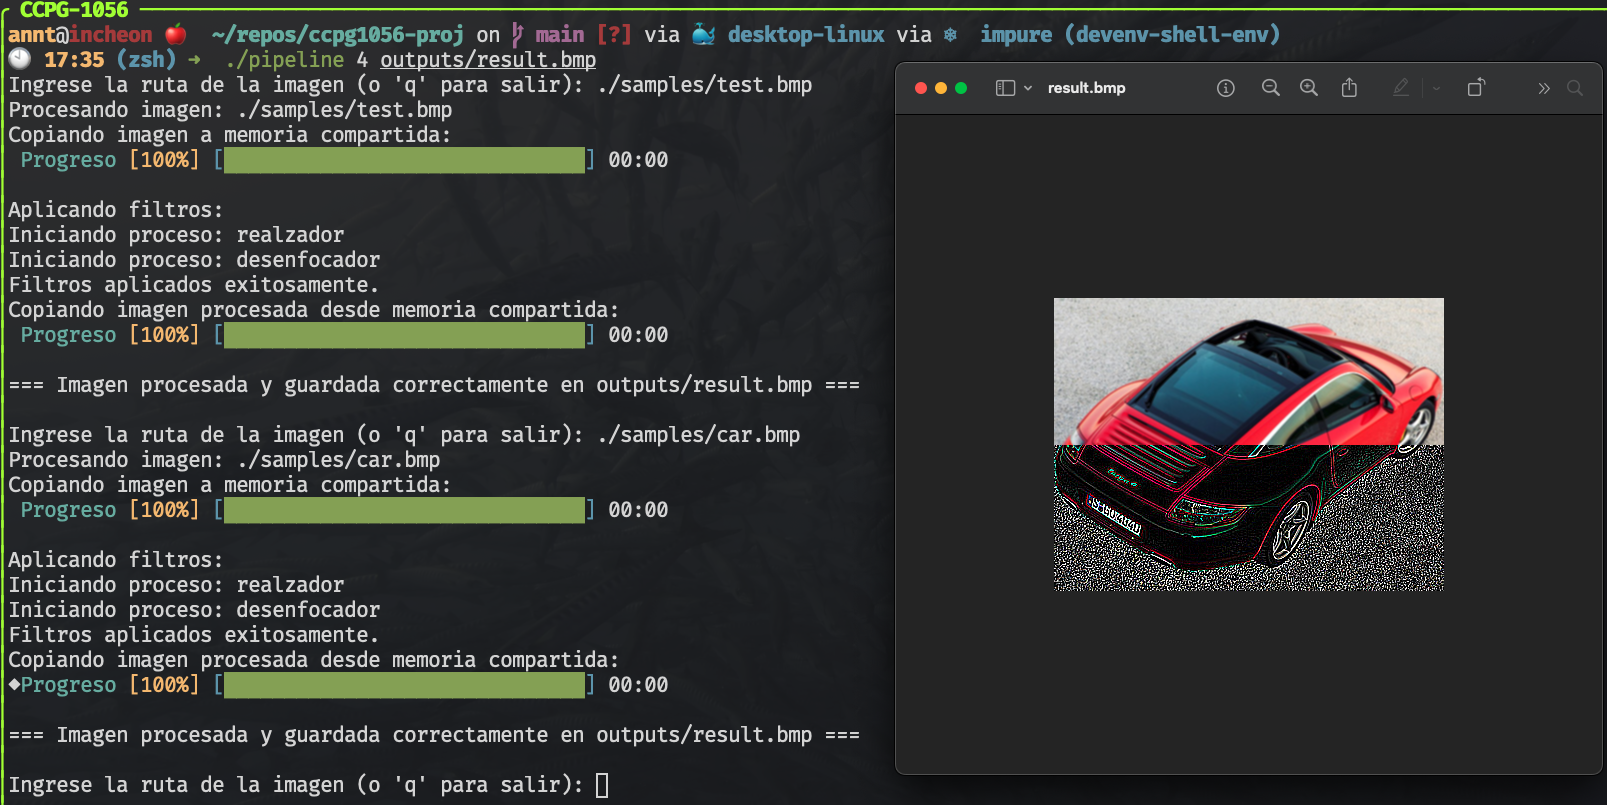 CCPG-1056
annt@incheon ~/repos/ccpg1056-proj on main [?] via desktop-linux via impure (devenv-shell-env)
17:35 (zsh) → ./pipeline 4 outputs/result.bmp
Ingrese la ruta de la imagen (o 'q' para salir): ./samples/test.bmp
Procesando imagen: ./samples/test.bmp
Copiando imagen a memoria compartida:
Progreso [100%] [ ] 00:00
Aplicando filtros:
Iniciando proceso: realzador
Iniciando proceso: desenfocador
Filtros aplicados exitosamente.
Copiando imagen procesada desde memoria compartida:
Progreso [100%] [ ] 00:00
=== Imagen procesada y guardada correctamente en outputs/result.bmp ===
Ingrese la ruta de la imagen (o 'q' para salir): ./samples/car.bmp
Procesando imagen: ./samples/car.bmp
Copiando imagen a memoria compartida:
Progreso [100%] [ ] 00:00
Aplicando filtros:
Iniciando proceso: realzador
Iniciando proceso: desenfocador
Filtros aplicados exitosamente.
Copiando imagen procesada desde memoria compartida:
◆Progreso [100%] [ ] 00:00
=== Imagen procesada y guardada correctamente en outputs/result.bmp ===
Ingrese la ruta de la imagen (o 'q' para salir):
result.bmp